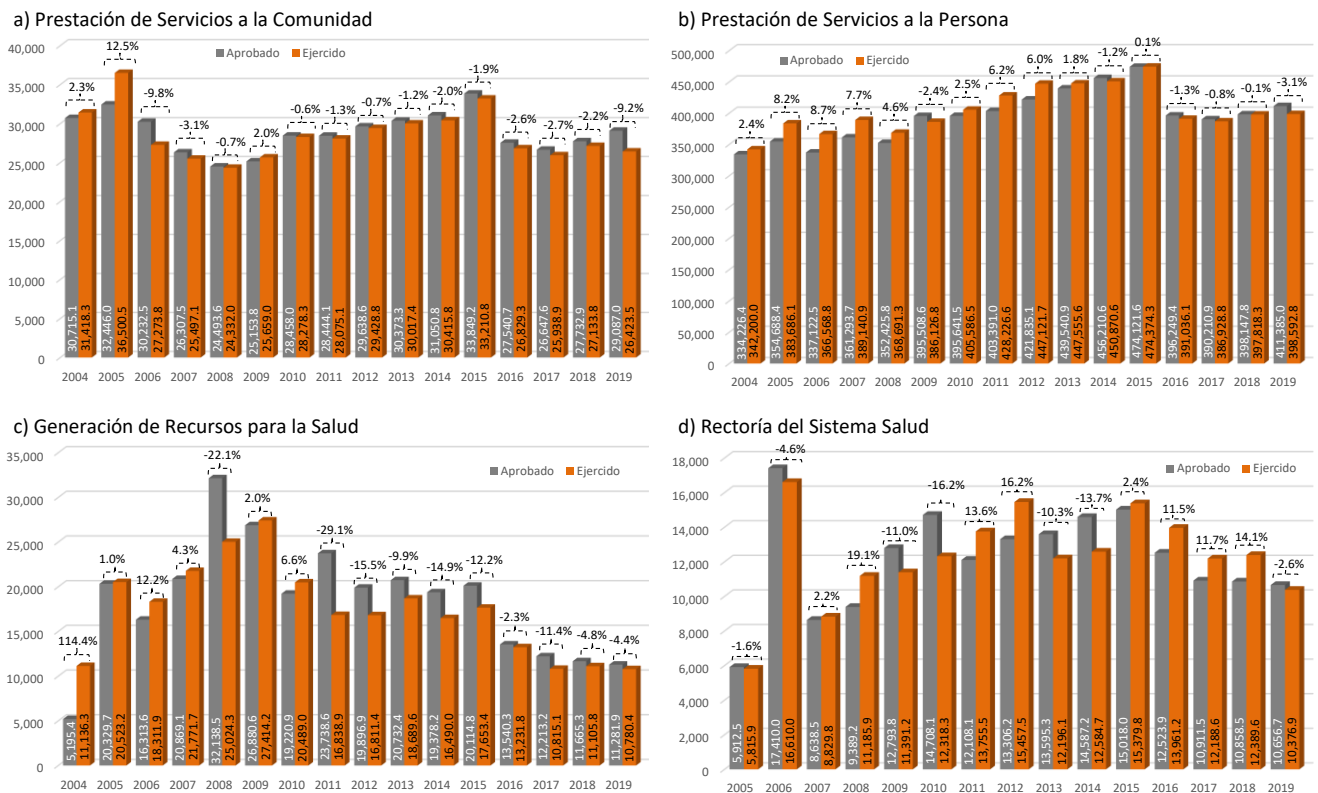 a) Prestación de Servicios a la Comunidad
Aprobado Ejercido
40,000
35,000
30,000
25,000
20,000
15,000
10,000
5,000
0
2.3% 12.5% -9.8% -3.1% -0.7% 2.0% -0.6% -1.3% -0.7% -1.2% -2.0% -1.9% -2.6% -2.7% -2.2% -9.2%
30,715.1 31,418.3 32,446.0 36,500.5 30,232.5 27,273.8 26,307.5 25,497.1 24,493.6 24,332.0 25,153.8 25,659.0 28,458.0 28,278.3 28,444.1 28,075.1 29,638.6 29,428.8 30,373.3 30,017.4 31,050.8 30,415.8 33,849.2 33,210.8 27,540.7 26,829.3 26,647.6 25,938.9 27,732.9 27,133.8 29,087.0 26,423.5
2004 2005 2006 2007 2008 2009 2010 2011 2012 2013 2014 2015 2016 2017 2018 2019
b) Prestación de Servicios a la Persona
Aprobado Ejercido
500,000
450,000
400,000
350,000
300,000
250,000
200,000
150,000
100,000
50,000
0
2.4% 8.2% 8.7% 7.7% 4.6% -2.4% 2.5% 6.2% 6.0% 1.8% -1.2% 0.1% -1.3% -0.8% -0.1% -3.1%
334,226.4 342,200.0 354,688.4 383,686.1 337,122.5 366,568.8 361,293.7 389,140.9 352,425.8 368,691.3 395,508.6 386,126.8 395,641.5 405,586.5 403,391.0 428,226.6 421,835.1 447,121.7 439,540.9 447,555.6 456,210.6 450,870.6 474,121.6 474,374.3 396,249.4 391,036.1 390,210.9 386,928.8 398,147.8 397,818.3 411,385.0 398,592.8
2004 2005 2006 2007 2008 2009 2010 2011 2012 2013 2014 2015 2016 2017 2018 2019
c) Generación de Recursos para la Salud
Aprobado Ejercido
35,000
30,000
25,000
20,000
15,000
10,000
5,000
0
114.4% 1.0% 12.2% 4.3% -22.1% 2.0% 6.6% -29.1% -15.5% -9.9% -14.9% -12.2% -2.3% -11.4% -4.8% -4.4%
5,195.4 11,136.3 20,329.7 20,523.2 16,313.6 18,311.9 20,869.1 21,771.7 32,138.5 25,024.3 26,880.6 27,414.2 19,220.9 20,489.0 23,738.6 16,838.9 19,896.9 16,811.4 20,732.4 18,689.6 19,378.2 16,490.0 20,114.8 17,653.4 13,540.3 13,231.8 12,213.2 10,815.1 11,665.3 11,105.8 11,281.9 10,780.4
2004 2005 2006 2007 2008 2009 2010 2011 2012 2013 2014 2015 2016 2017 2018 2019
d) Rectoría del Sistema Salud
Aprobado Ejercido
18,000
16,000
14,000
12,000
10,000
8,000
6,000
4,000
2,000
0
-1.6% -4.6% 2.2% 19.1% -11.0% -16.2% 13.6% 16.2% -10.3% -13.7% 2.4% 11.5% 11.7% 14.1% -2.6%
5,912.5 5,815.9 17,410.0 16,610.0 8,638.5 8,829.8 9,389.2 11,185.9 12,793.8 11,391.2 14,708.1 12,318.3 12,108.1 13,755.5 13,306.2 15,457.5 13,595.3 12,196.1 14,587.2 12,584.7 15,018.0 15,379.8 12,523.9 13,961.2 10,911.5 12,188.6 10,858.5 12,389.6 10,656.7 10,376.9
2005 2006 2007 2008 2009 2010 2011 2012 2013 2014 2015 2016 2017 2018 2019